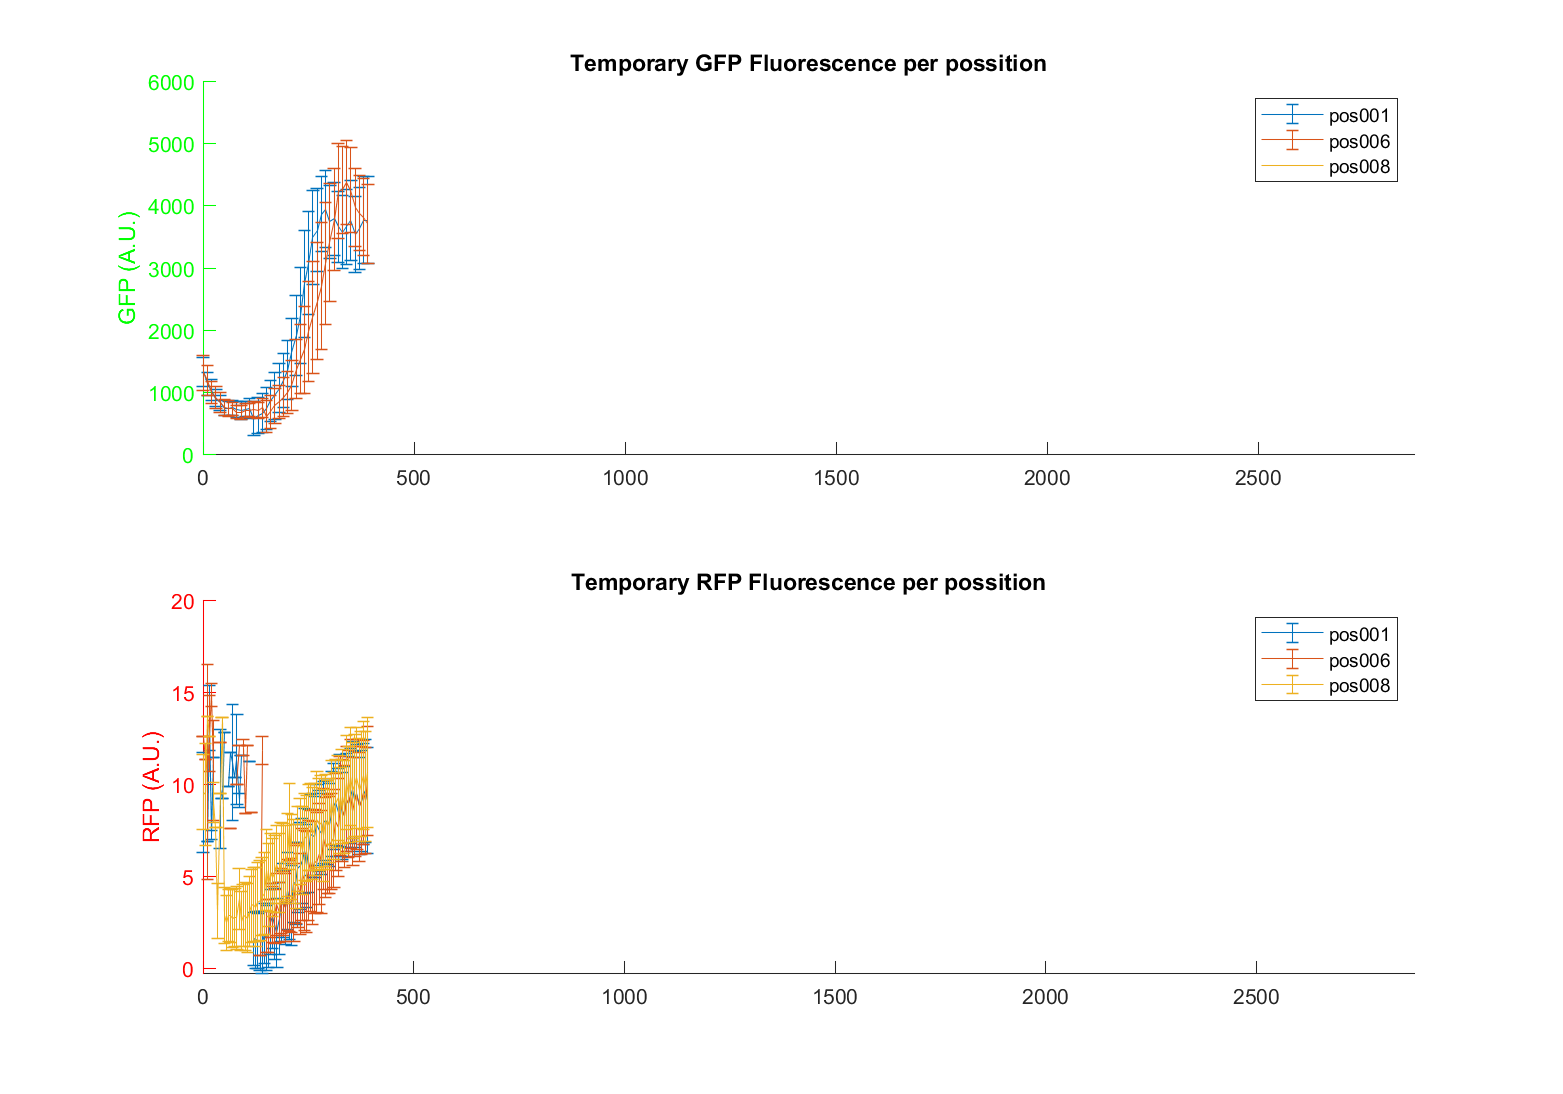 Temporary GFP Fluorescence per possition
6000
5000
4000
3000
2000
1000
0
GFP (A.U.)
pos001
pos006
pos008
0 500 1000 1500 2000 2500
Temporary RFP Fluorescence per possition
20
15
10
5
0
RFP (A.U.)
pos001
pos006
pos008
0 500 1000 1500 2000 2500